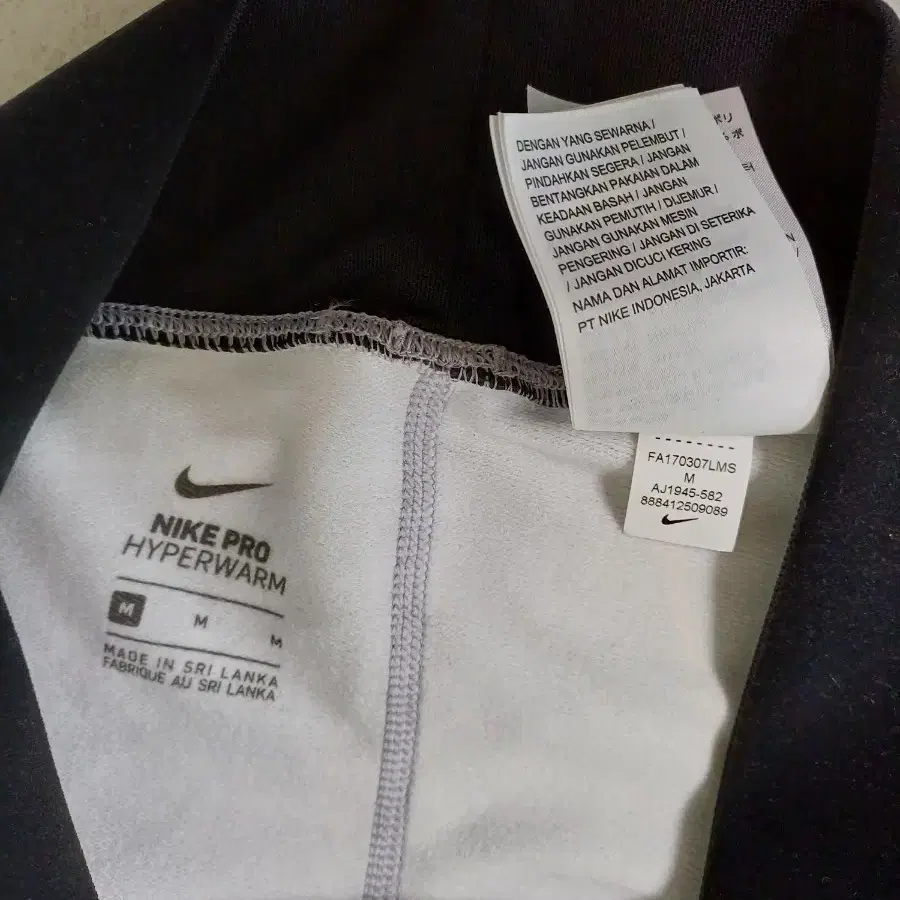 DENGAN YANG SEWARNA /
JANGAN GUNAKAN PELEMBUT /
PINDAHKAN SEGERA / JANGAN
BENTANGKAN PAKAIAN DALAM
KEADAAN BASAH / JANGAN
GUNAKAN PEMUTIH / DIJEMUR /
JANGAN GUNAKAN MESIN
PENGERING / JANGAN DI SETERIKA
/ JANGAN DICUCI KERING
NAMA DAN ALAMAT IMPORTIR:
PT NIKE INDONESIA, JAKARTA
FA170307LMS
M
AJ1945-582
888412509089
NIKE PRO
HYPERWARM
M M M
MADE IN SRI LANKA
FABRIQUE AU SRI LANKA